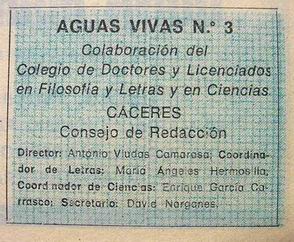 AGUAS VIVAS N.º 3
Colaboración del
Colegio de Doctores y Licenciados
en Filosofía y Letras y en Ciencias
CÁCERES
Consejo de Redacción
Director: Antonio Viudas Camarasa; Coordina-
dor de Letras: María Ángeles Hermosilla,
Coordinador de Ciencias: Enrique García Ca-
rrasco; Secretario: David Narganes.